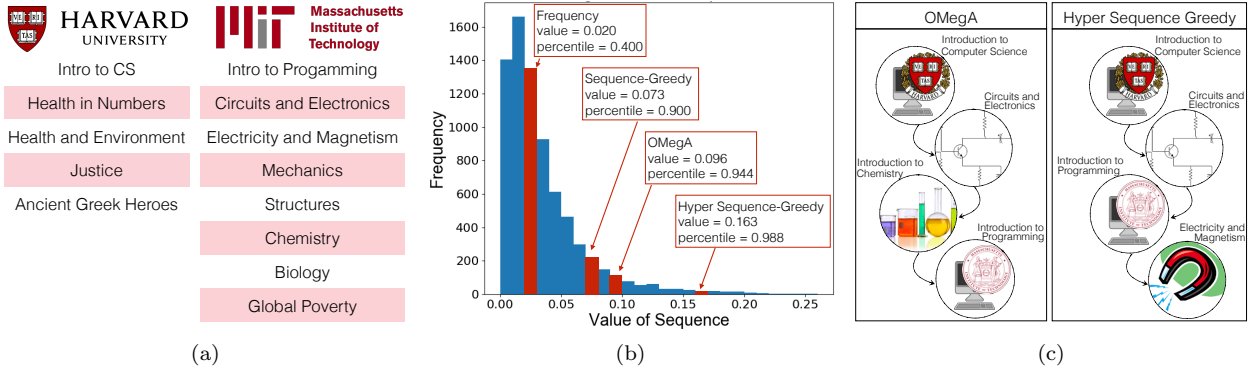 HARVARD
UNIVERSITY
Massachusetts
Institute of
Technology
Intro to CS
Health in Numbers
Health and Environment
Justice
Ancient Greek Heroes
Intro to Progamming
Circuits and Electronics
Electricity and Magnetism
Mechanics
Structures
Chemistry
Biology
Global Poverty
(a)
Frequency
1600
1400
1200
1000
800
600
400
200
0
0.00
0.05
0.10
0.15
0.20
0.25
Value of Sequence
Frequency
value = 0.020
percentile = 0.400
Sequence-Greedy
value = 0.073
percentile = 0.900
OMegA
value = 0.096
percentile = 0.944
Hyper Sequence-Greedy
value = 0.163
percentile = 0.988
(b)
OMegA
Introduction to
Computer Science
HARVARD
Circuits and
Electronics
Introduction to
Chemistry
Introduction to
Programming
Hyper Sequence Greedy
Introduction to
Computer Science
HARVARD
Circuits and
Electronics
Introduction to
Programming
Electricity and
Magnetism
(c)